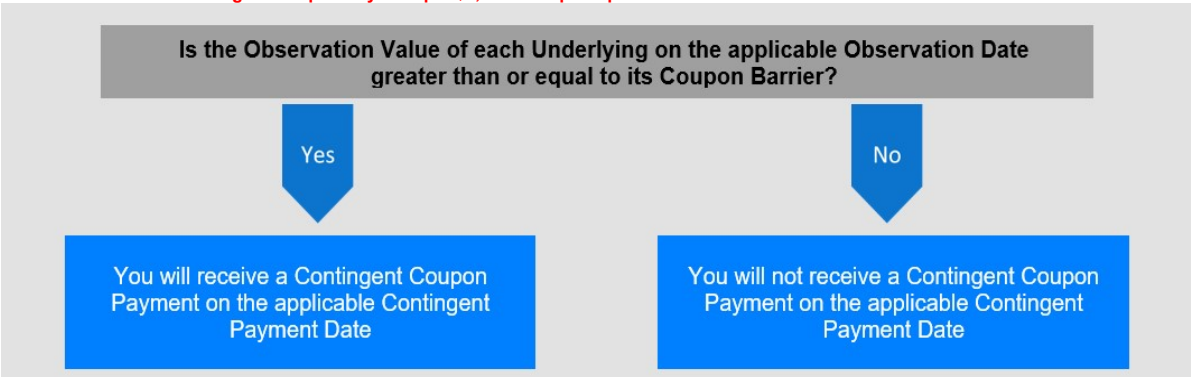 Is the Observation Value of each Underlying on the applicable Observation Date
greater than or equal to its Coupon Barrier?
Yes
No
You will receive a Contingent Coupon
Payment on the applicable Contingent
Payment Date
You will not receive a Contingent Coupon
Payment on the applicable Contingent
Payment Date